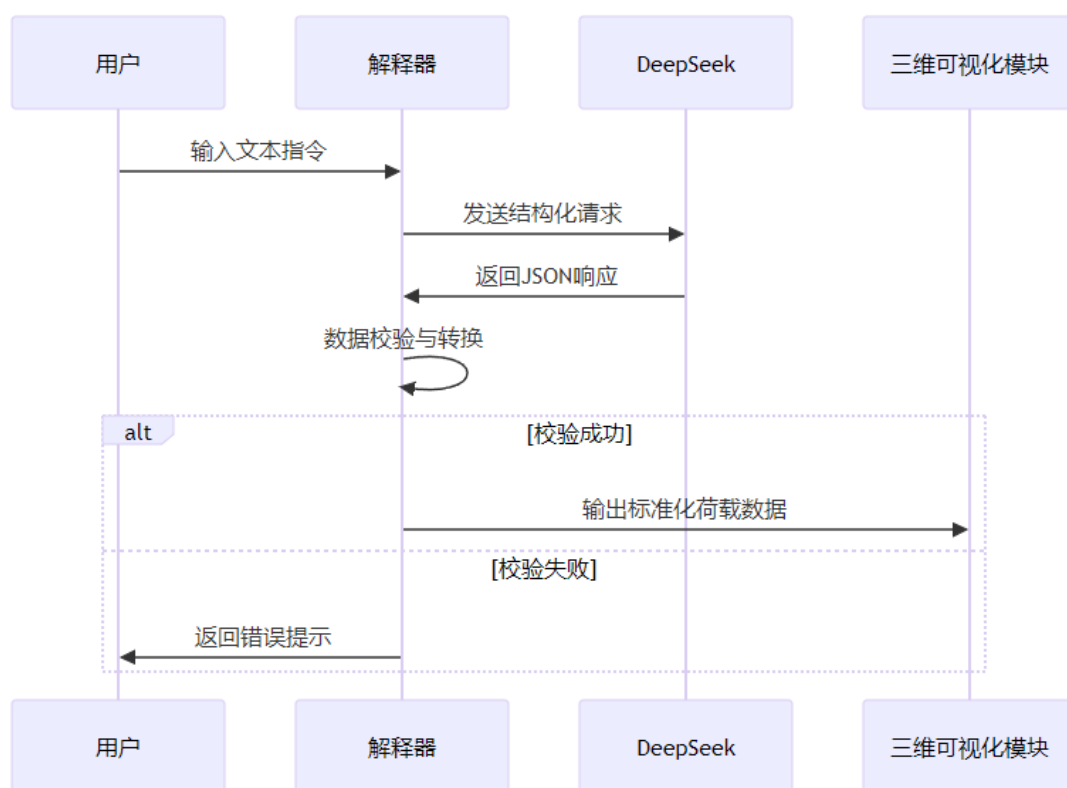 用户
解释器
DeepSeek
三维可视化模块
输入文本指令
发送结构化请求
返回JSON响应
数据校验与转换
alt
[校验成功]
输出标准化荷载数据
[校验失败]
返回错误提示
用户
解释器
DeepSeek
三维可视化模块